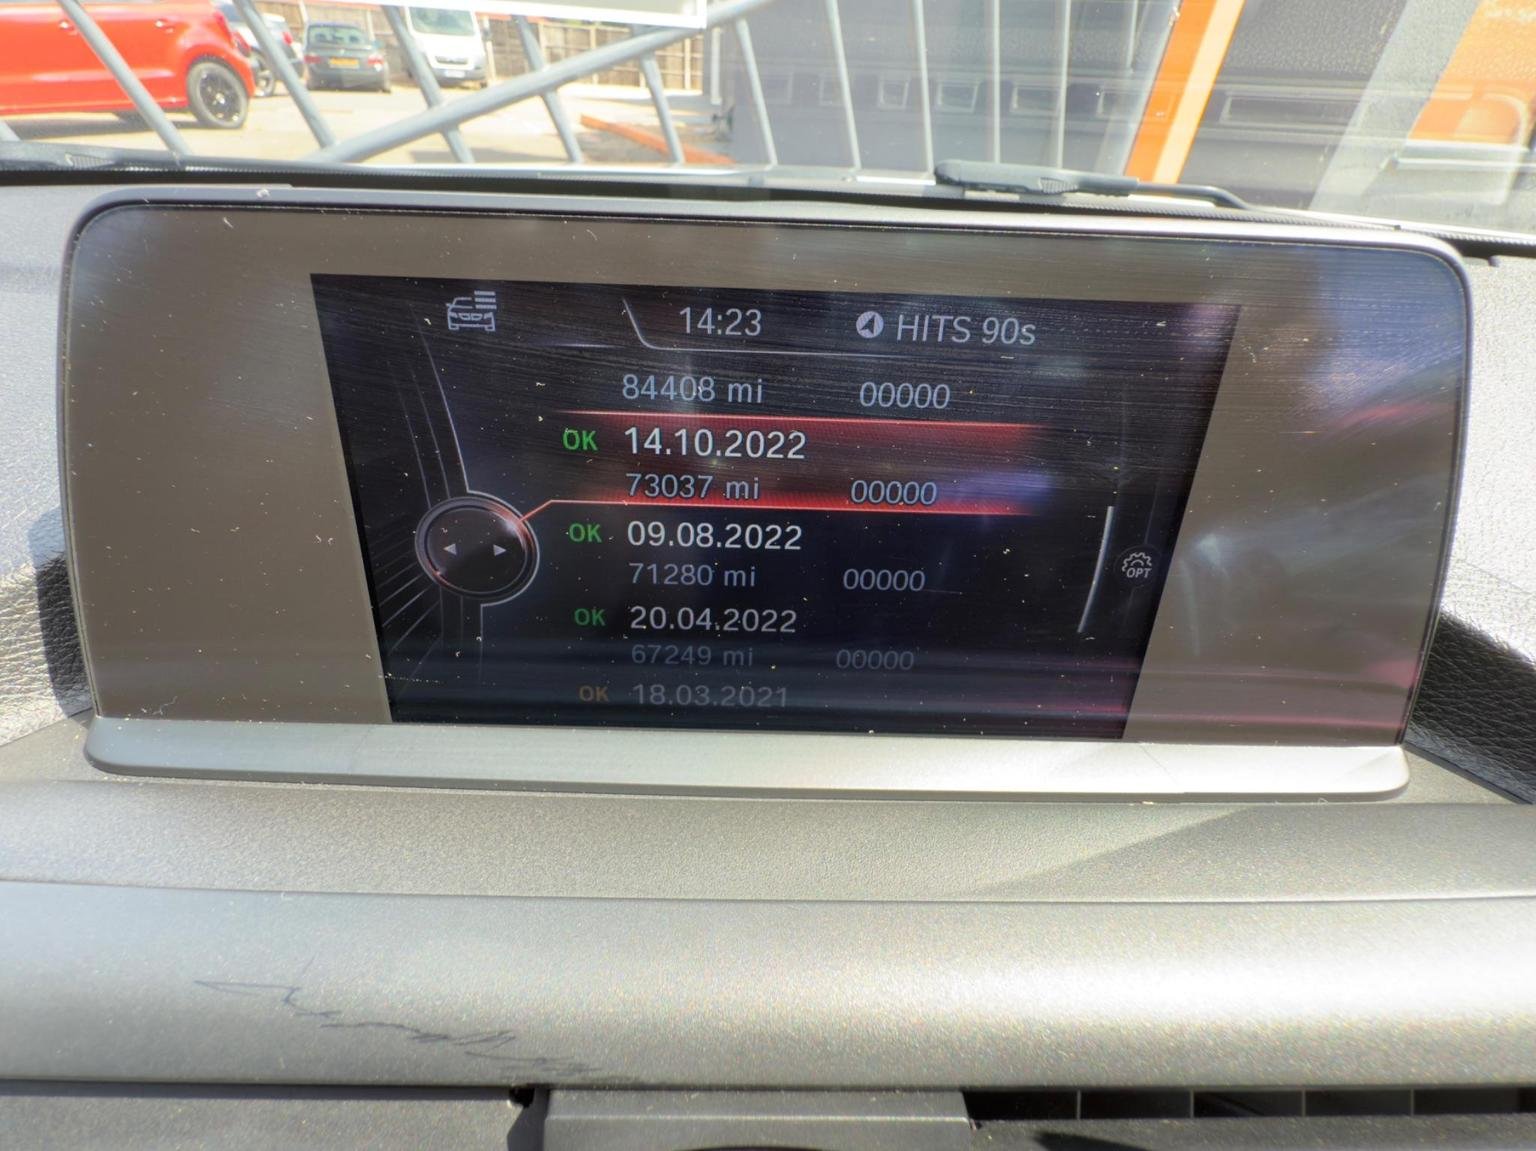 14:23 HITS 90s
84408 mi 00000
OK 14.10.2022
73037 mi 00000
OK 09.08.2022
71280 mi 00000
OK 20.04.2022
67249 mi 00000
OPT
OK 18.03.2021